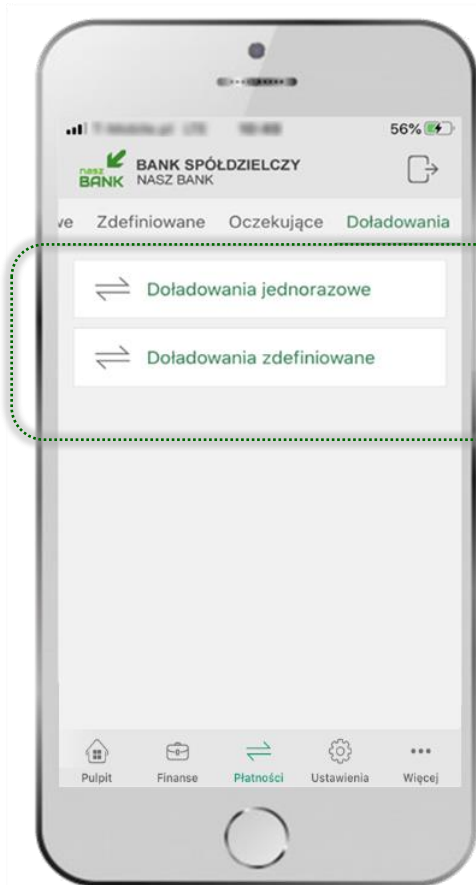 56%
nasz BANK
BANK SPÓŁDZIELCZY
NASZ BANK
we Zdefiniowane Oczekujące Doładowania
Doładowania jednorazowe
Doładowania zdefiniowane
Pulpit Finanse Płatności Ustawienia Więcej